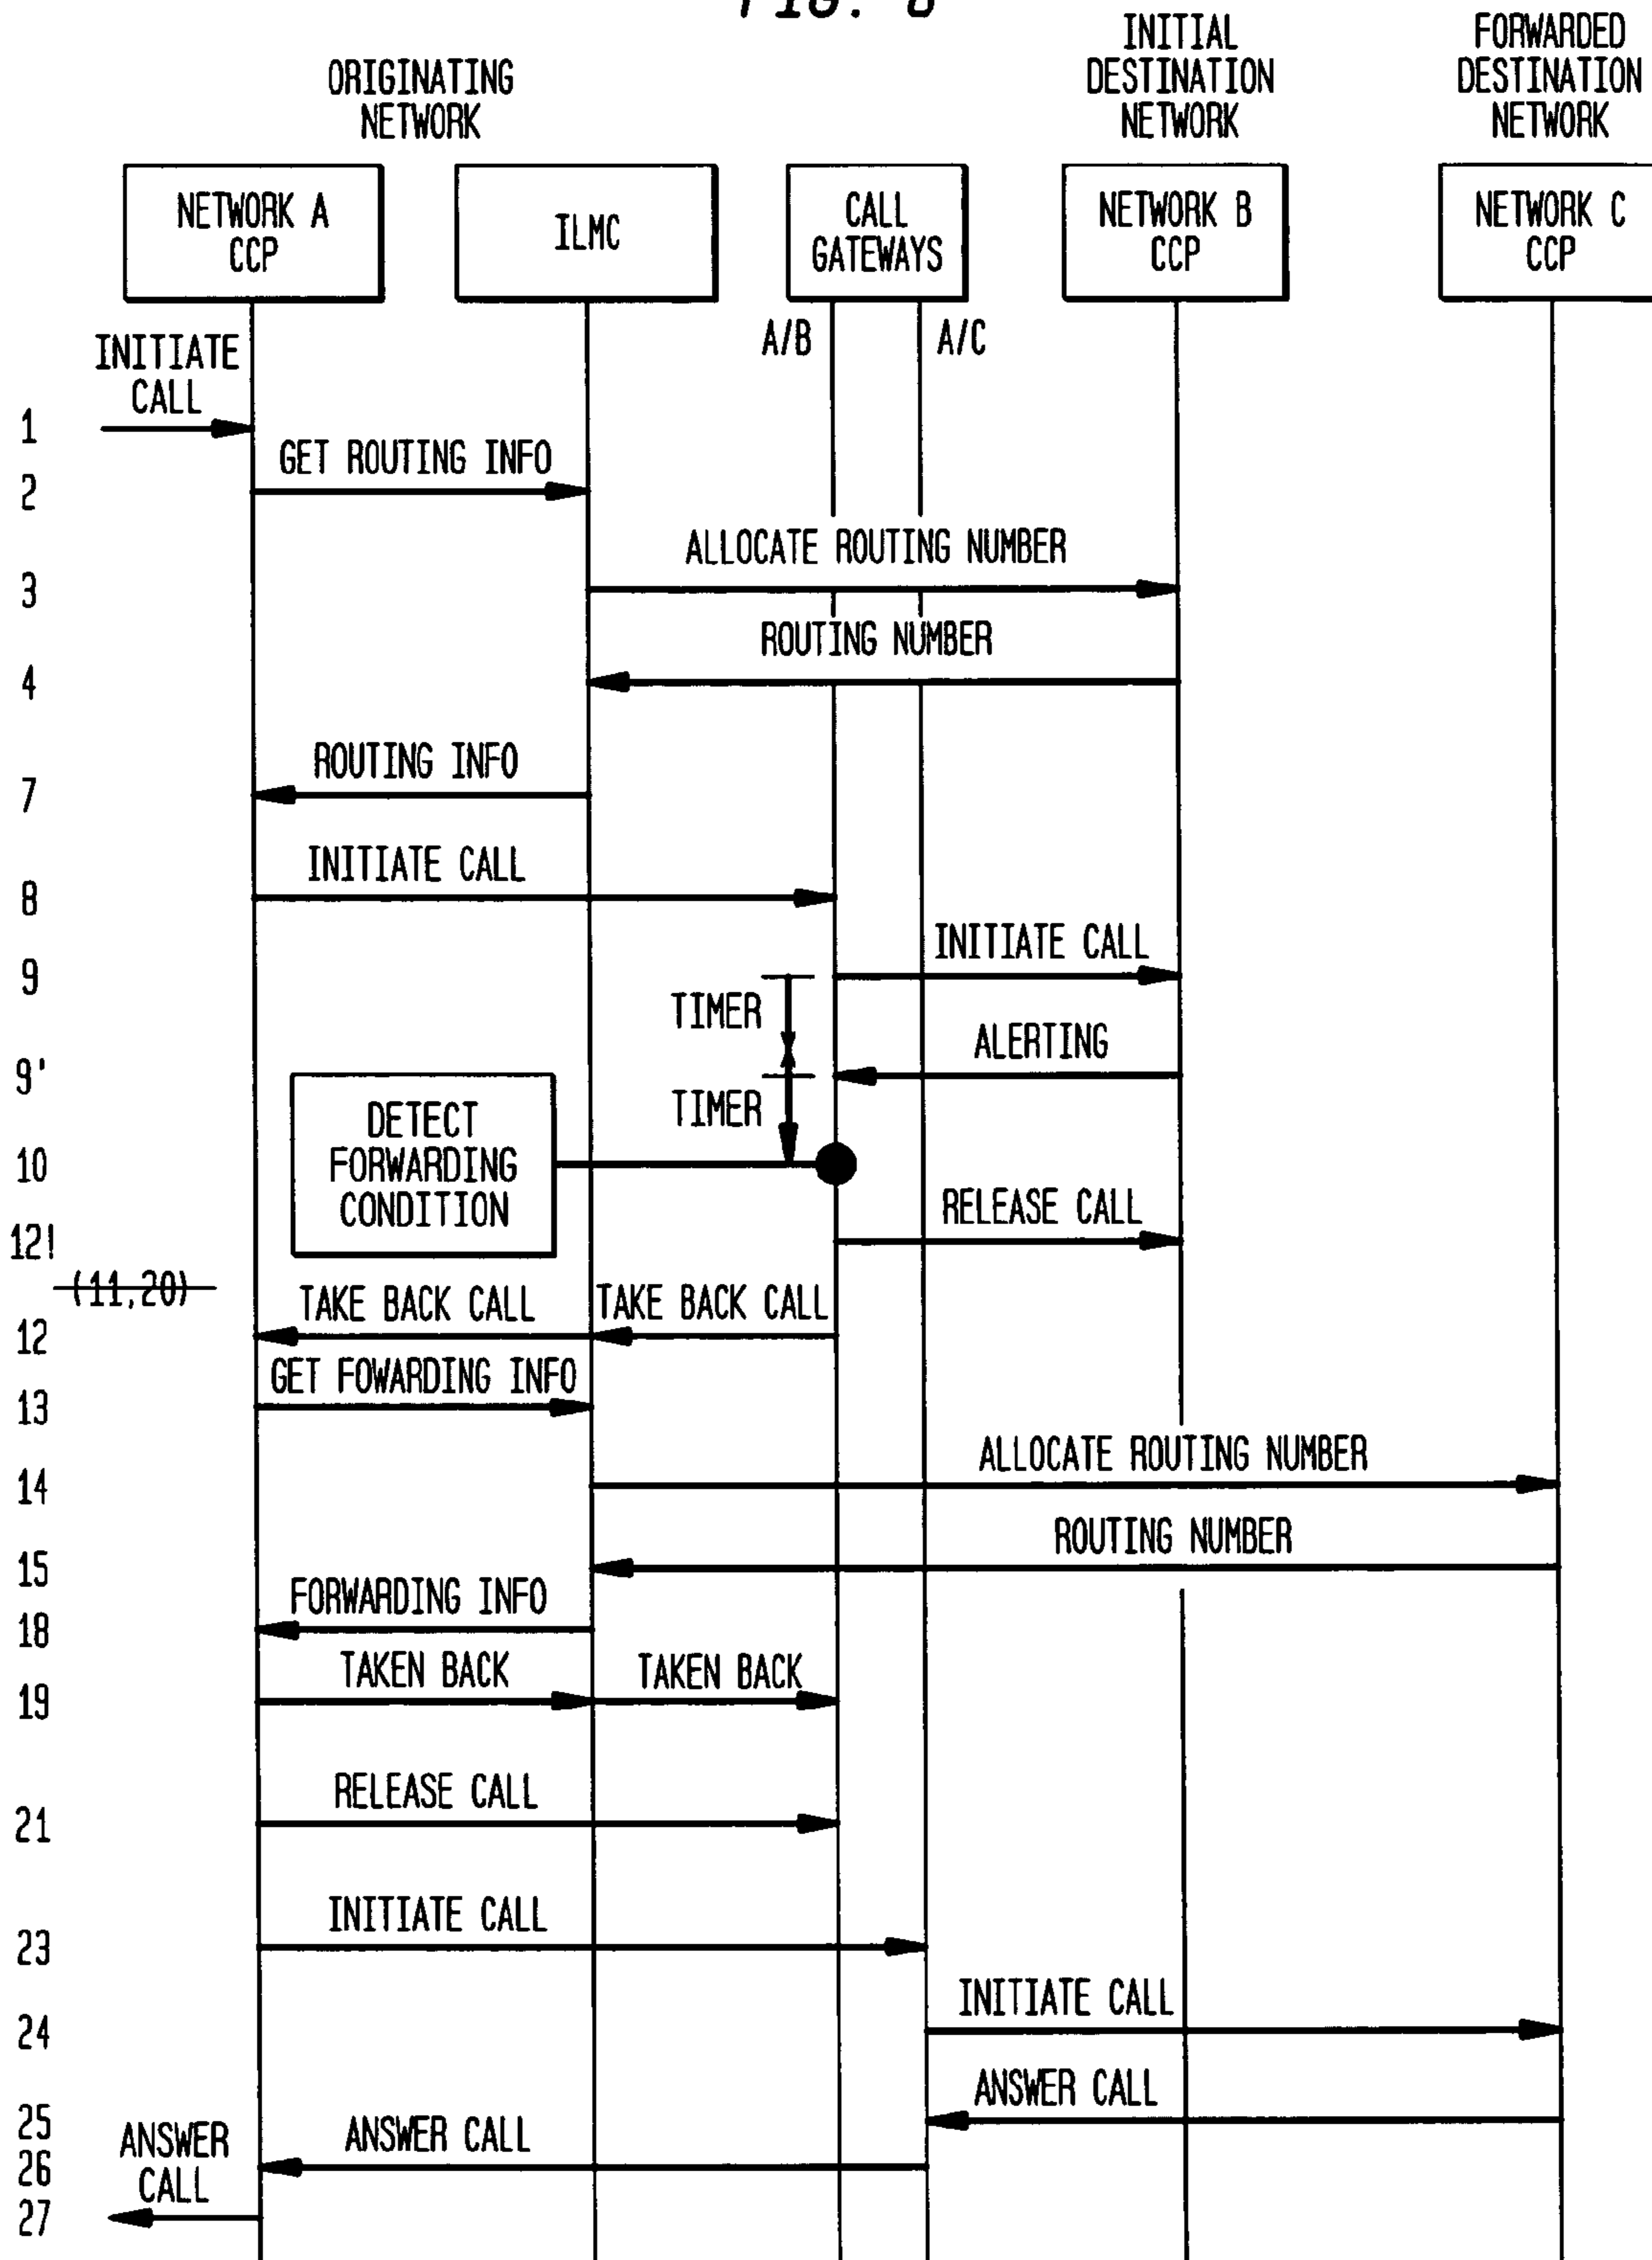 FIG. 8
ORIGINATING
NETWORK
INITIAL
DESTINATION
NETWORK
FORWARDED
DESTINATION
NETWORK
NETWORK A
CCP
ILMC
CALL
GATEWAYS
NETWORK B
CCP
NETWORK C
CCP
A/B
A/C
INITIATE
CALL
1
GET ROUTING INFO
2
ALLOCATE ROUTING NUMBER
3
ROUTING NUMBER
4
ROUTING INFO
7
INITIATE CALL
8
INITIATE CALL
9
TIMER
ALERTING
9'
TIMER
DETECT
FORWARDING
CONDITION
10
RELEASE CALL
12!
(11,20)
TAKE BACK CALL
TAKE BACK CALL
12
GET FOWARDING INFO
13
ALLOCATE ROUTING NUMBER
14
ROUTING NUMBER
15
FORWARDING INFO
18
TAKEN BACK
TAKEN BACK
19
RELEASE CALL
21
INITIATE CALL
23
INITIATE CALL
24
ANSWER CALL
25
ANSWER CALL
26
ANSWER
CALL
27